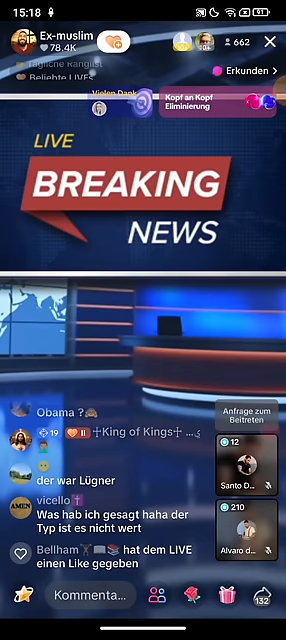 15:18
91
Ex-muslim
78.4K
662
Tägliche Rangliste
Beliebte LIVES
Erkunden >
Vielen Dank
Kopf an Kopf
Eliminierung
LIVE
BREAKING
NEWS
Obama ?🙈
19 II ✝King of Kings✝ ...
der war Lügner
AMEN
vicello✝️
Was hab ich gesagt haha der
Typ ist es nicht wert
Bellham🏋️📖📚 hat dem LIVE
einen Like gegeben
Anfrage zum
Beitreten
12
Santo D...
210
Alvaro d...
Kommenta...
132